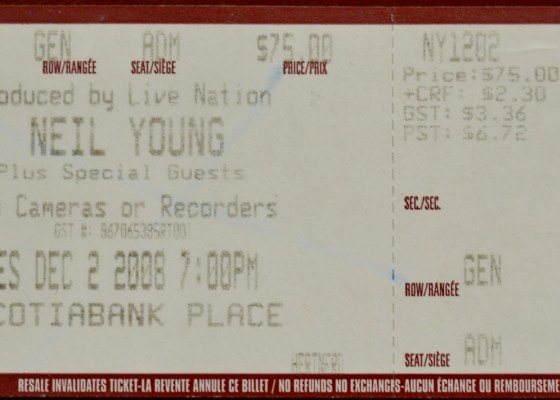 GEN ADM $75.00
ROW/RANGÉE SEAT/SIÈGE PRICE/PRIX
oduced by Live Nation
NEIL YOUNG
Plus Special Guests
Cameras or Recorders
GST #: 867065385RT001
ES DEC 2 2008 7:00PM
COTIABANK PLACE
NY1202
Price:$75.00
+CRF: $2.30
GST: $3.36
PST: $6.72
SEC./SEC.
GEN
ROW/RANGÉE
ADM
SEAT/SIÈGE
RESALE INVALIDATES TICKET-LA REVENTE ANNULE CE BILLET / NO REFUNDS NO EXCHANGES-AUCUN ÉCHANGE OU REMBOURSEME